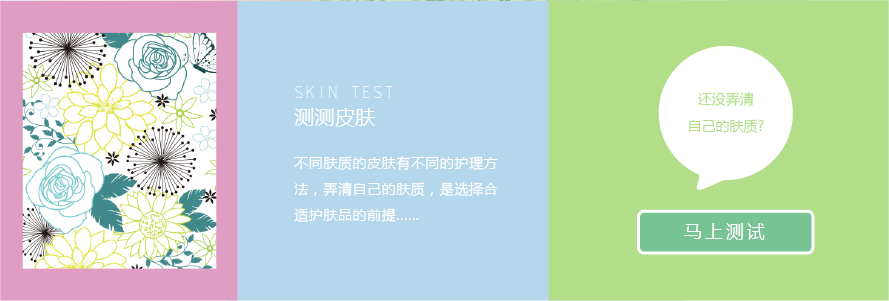 SKIN TEST
测测皮肤
不同肤质的皮肤有不同的护理方
法，弄清自己的肤质，是选择合
适护肤品的前提......
还没弄清
自己的肤质?
马上测试